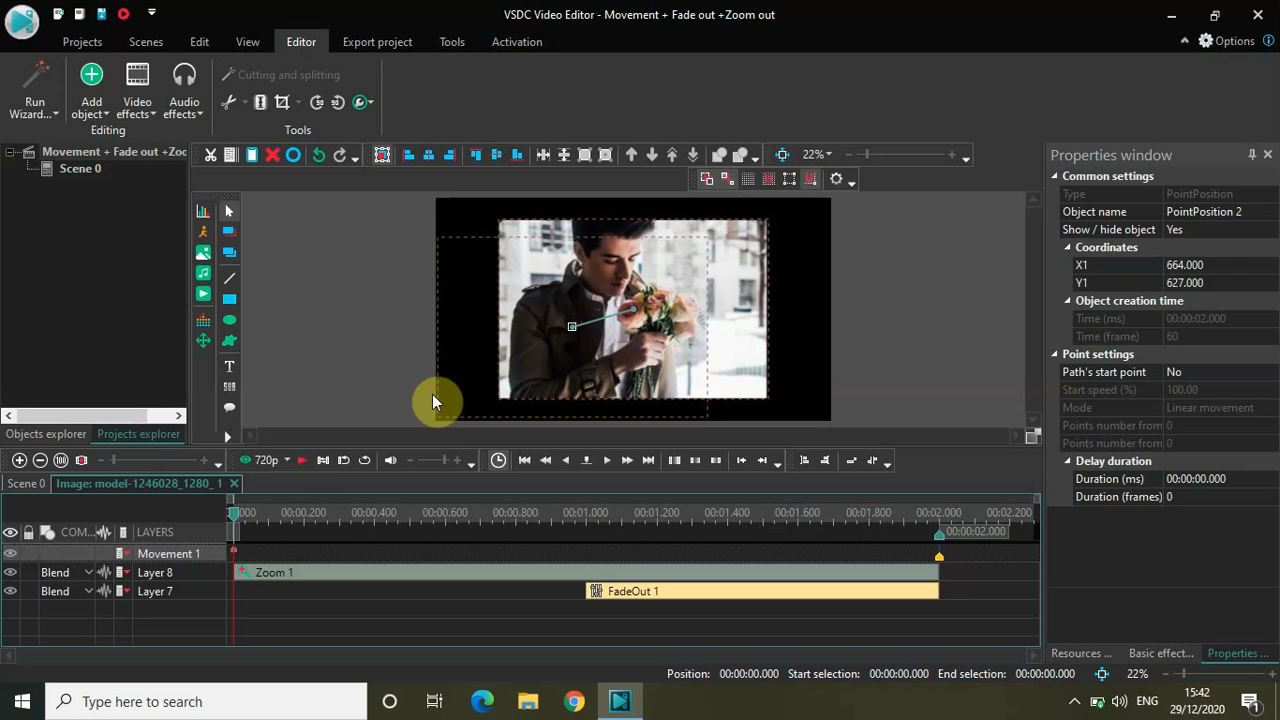 VSDC Video Editor - Movement + Fade out +Zoom out
Projects Scenes Edit View Editor Export project Tools Activation
Options
Run Wizard...
Add object
Video effects
Audio effects
Cutting and splitting
Editing
Tools
Movement + Fade out +Zoo
Scene 0
22%
Properties window
Common settings
Type PointPosition
Object name PointPosition 2
Show / hide object Yes
Coordinates
X1 664.000
Y1 627.000
Object creation time
Time (ms) 00:00:02.000
Time (frame) 60
Point settings
Path's start point No
Start speed (%) 100.00
Mode Linear movement
Points number from 0
Points number from 0
Delay duration
Duration (ms) 00:00:00.000
Duration (frames) 0
Objects explorer Projects explorer
720p
Scene 0 Image: model-1246028_1280_ 1
000 00:00.200 00:00.400 00:00.600 00:00.800 00:01.000 00:01.200 00:01.400 00:01.600 00:01.800 00:02.000 00:02.200
COM... LAYERS 00:00:02.000
Movement 1
Blend Layer 8 Zoom 1
Blend Layer 7 FadeOut 1
Resources ... Basic effect... Properties ...
Position: 00:00:00.000 Start selection: 00:00:00.000 End selection: 00:00:00.000 22%
Type here to search
ENG
15:42
29/12/2020
1